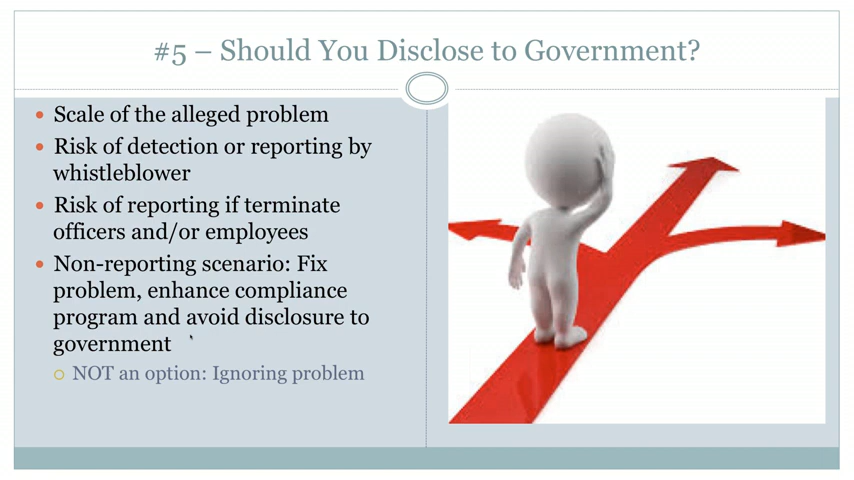 #5 – Should You Disclose to Government?
• Scale of the alleged problem
• Risk of detection or reporting by
whistleblower
• Risk of reporting if terminate
officers and/or employees
• Non-reporting scenario: Fix
problem, enhance compliance
program and avoid disclosure to
government
○ NOT an option: Ignoring problem